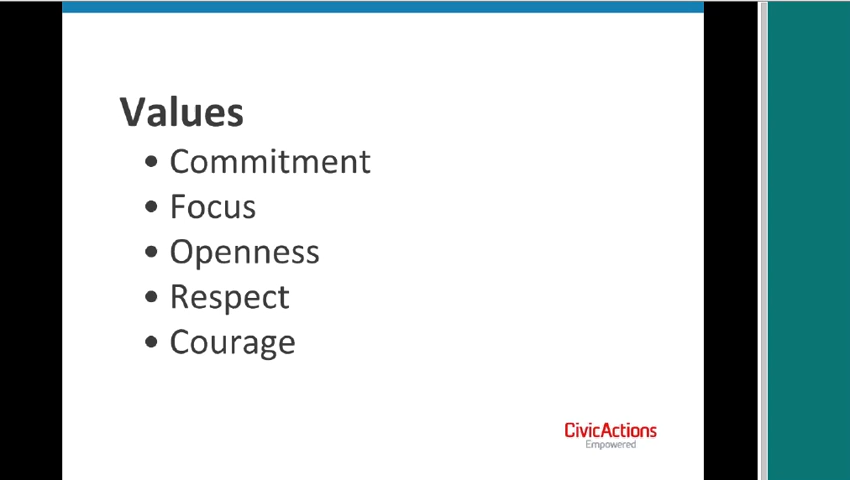 Values
• Commitment
• Focus
• Openness
• Respect
• Courage
CivicActions
Empowered